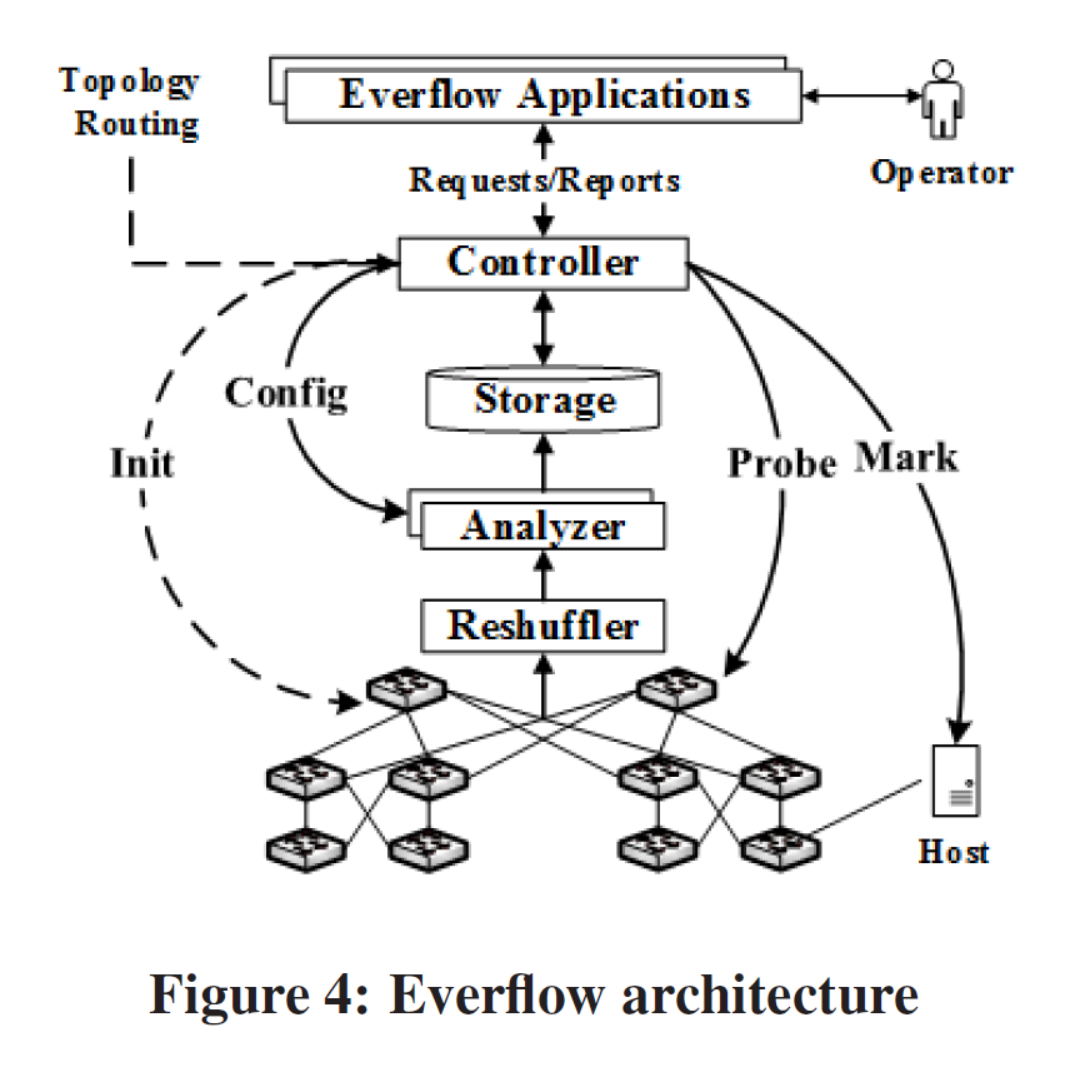 Topology
Routing
Everflow Applications
Operator
Requests/Reports
Controller
Config
Storage
Init
Probe
Mark
Analyzer
Reshuffler
Host
Figure 4: Everflow architecture